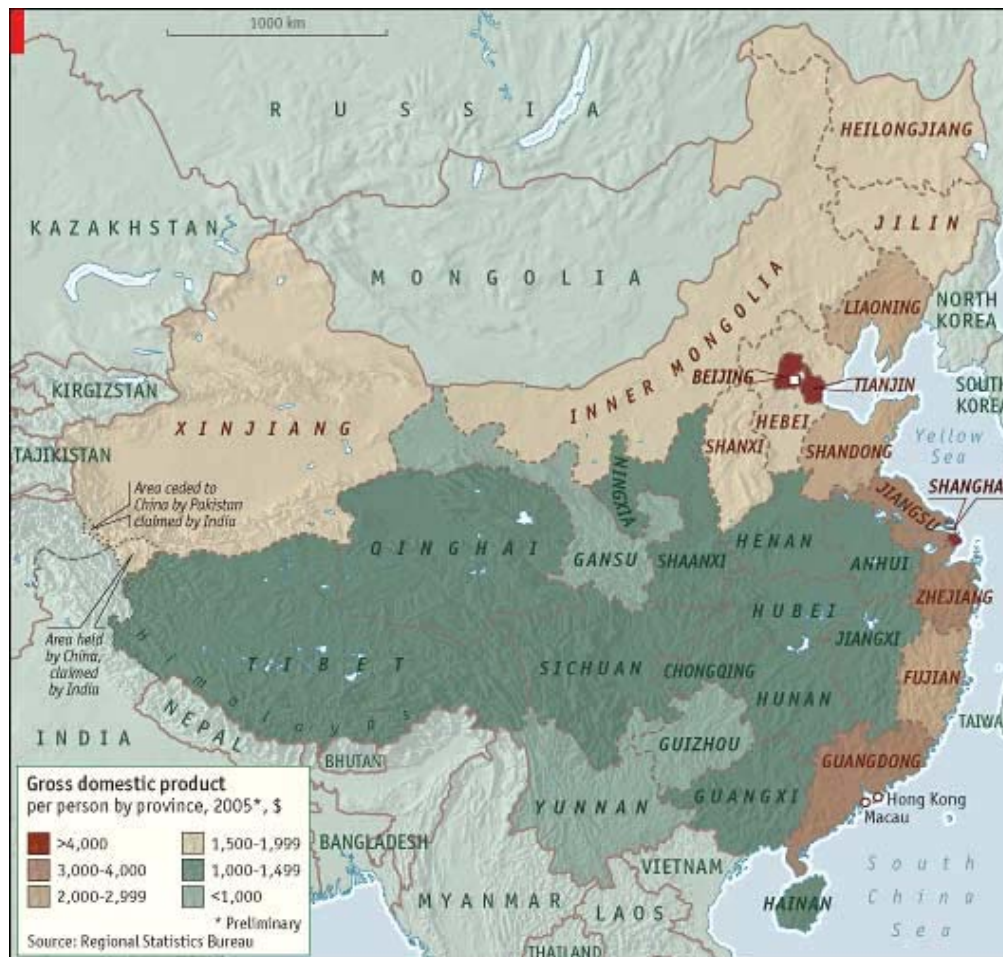 1000 km
R U S S I A
HEILONGJIANG
KAZAKHSTAN
JILIN
M O N G O L I A
LIAONING
NORTH
KOREA
INNER MONGOLIA
BEIJING
TIANJIN
KIRGIZSTAN
SOUTH
KOREA
HEBEI
XINJIANG
SHANXI
SHANDONG
Yellow
Sea
TAJIKISTAN
NINGXIA
SHANGHA
JIANGSU
Area ceded to
China by Pakistan
claimed by India
QINGHAI
GANSU
SHAANXI
HENAN
ANHUI
ZHEJIANG
HUBEI
JIANGXI
Area held
by China,
claimed
by India
Himalayas
TIBET
SICHUAN
CHONGQING
FUJIAN
HUNAN
NEPAL
TAIWA
INDIA
BHUTAN
GUIZHOU
GUANGDONG
YUNNAN
GUANGXI
Hong Kong
Macau
BANGLADESH
VIETNAM
MYANMAR
LAOS
HAINAN
South
China
Sea
THAILAND
Gross domestic product
per person by province, 2005*, $
>4,000
1,500-1,999
3,000-4,000
1,000-1,499
2,000-2,999
<1,000
* Preliminary
Source: Regional Statistics Bureau